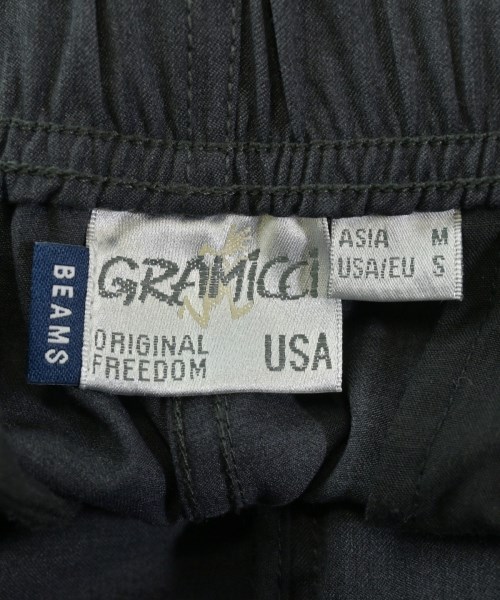 BEAMS
GRAMiCCi
ORIGINAL
FREEDOM
USA
ASIA M
USA/EU S